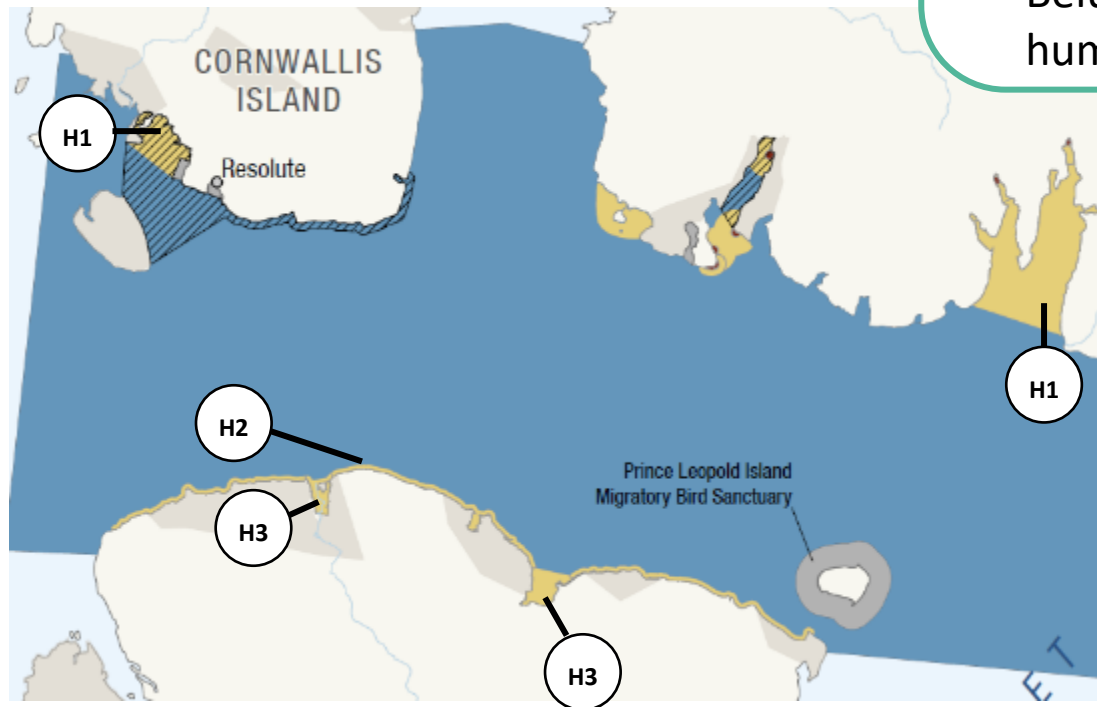 CORNWALLIS
ISLAND
H1
Resolute
H1
H2
Prince Leopold Island
Migratory Bird Sanctuary
H3
H3
E T